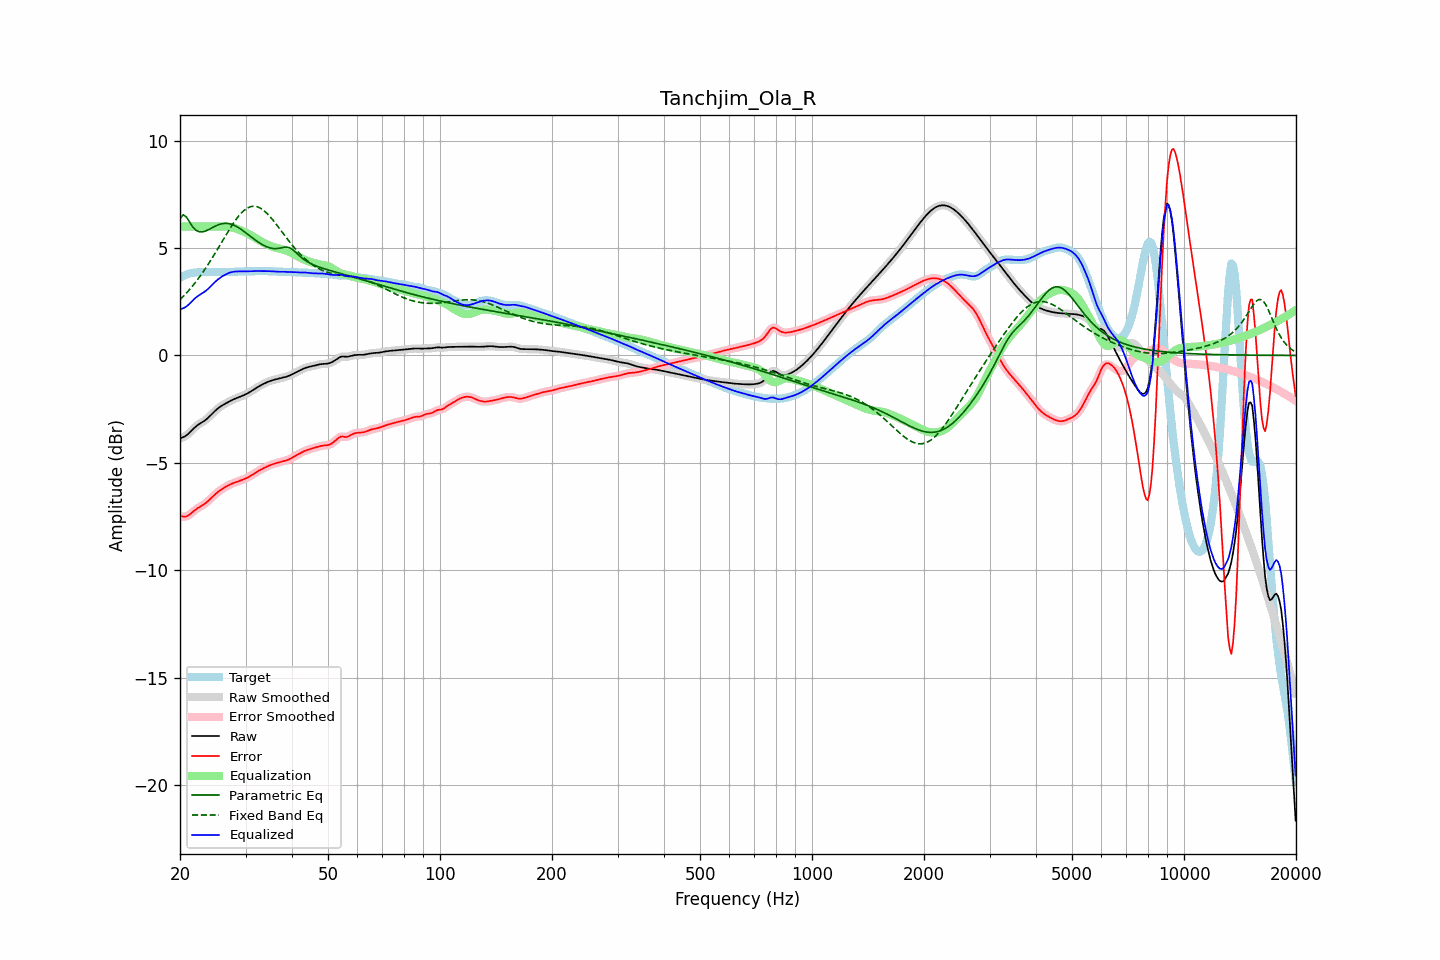 Tanchjim_Ola_R
10
5
0
−5
−10
−15
−20
Amplitude (dBr)
Target
Raw Smoothed
Error Smoothed
Raw
Error
Equalization
Parametric Eq
Fixed Band Eq
Equalized
20 50 100 200 500 1000 2000 5000 10000 20000
Frequency (Hz)